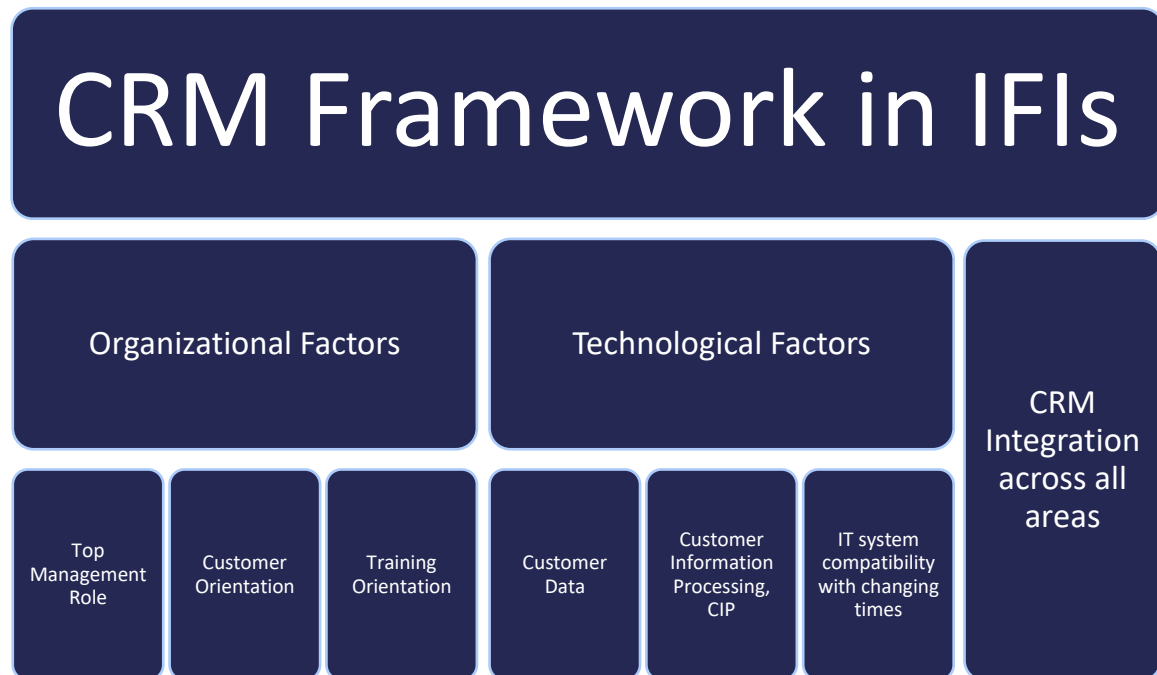 CRM Framework in IFIs
Organizational Factors
Technological Factors
CRM
Integration
across all
areas
Top
Management
Role
Customer
Orientation
Training
Orientation
Customer
Data
Customer
Information
Processing,
CIP
IT system
compatibility
with changing
times